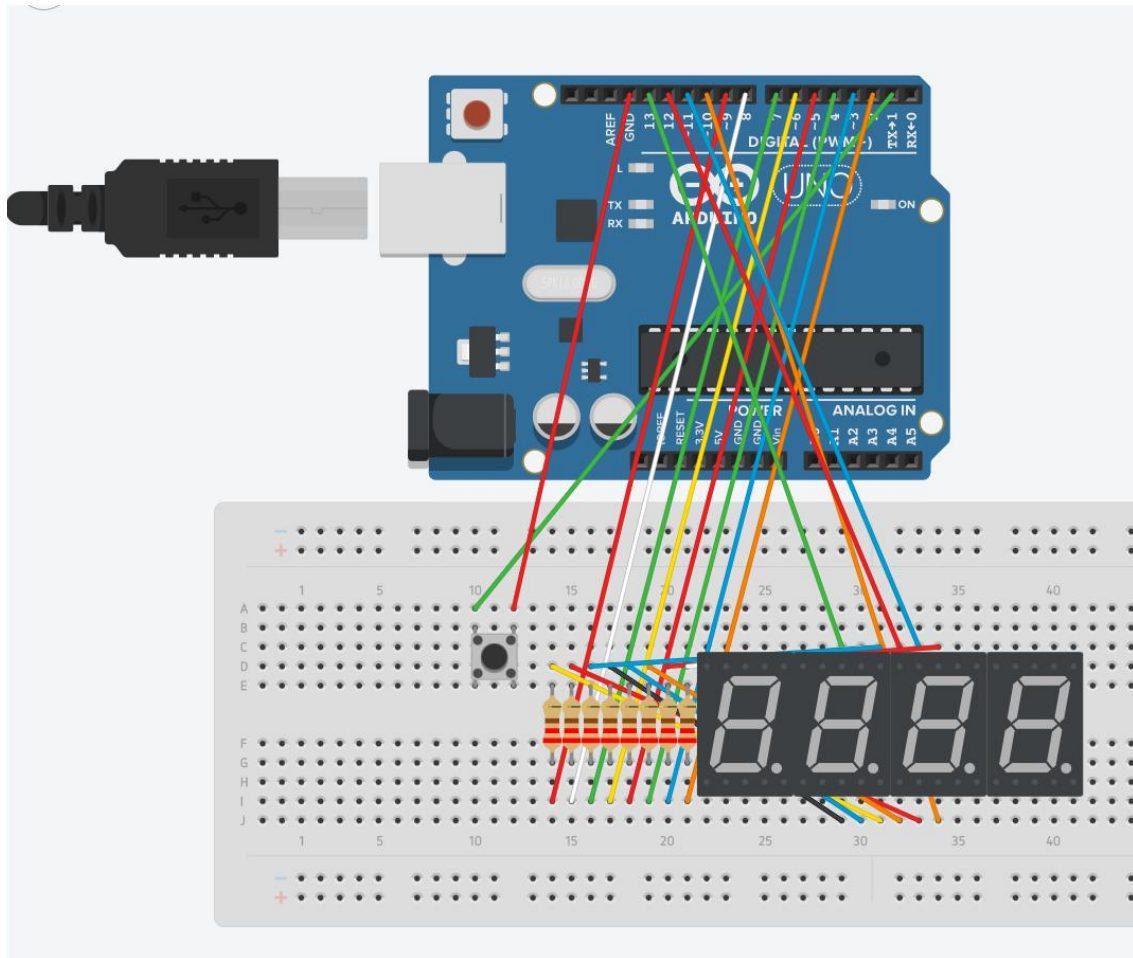 AREF
GND
13
12
~11
~10
~9
8
7
~6
~5
4
~3
2
TX→1
RX←0
DIGITAL (PWM~)
L
TX
RX
ARDUINO
UNO
ON
RESET
3.3V
5V
GND
GND
Vin
POWER
ANALOG IN
A1
A2
A3
A4
A5
1 5 10 15 20 25 30 35 40
A
B
C
D
E
F
G
H
I
J
1 5 10 15 20 25 30 35 40